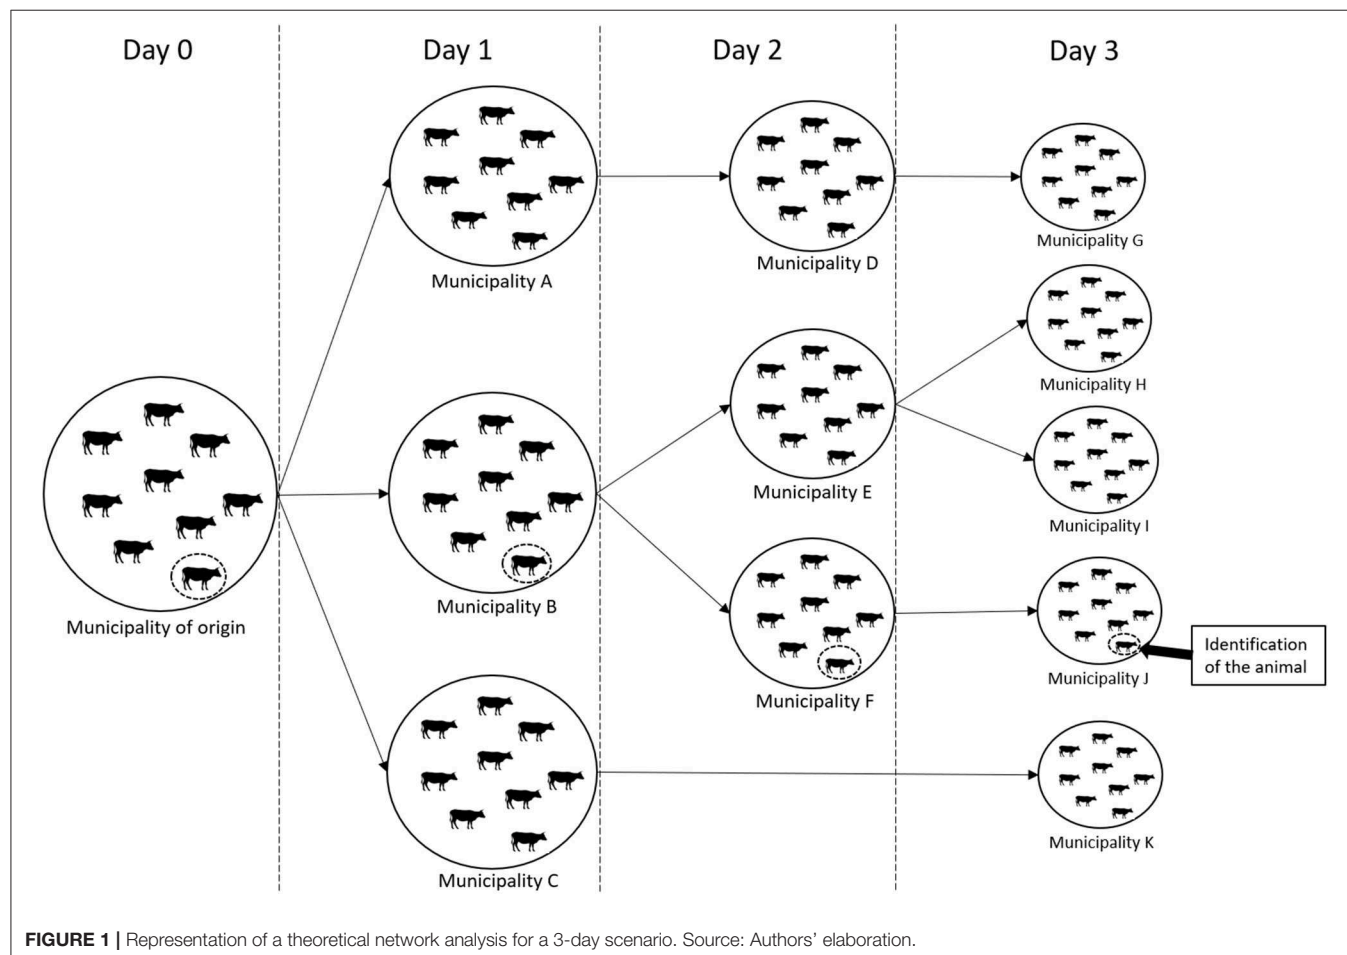 Day 0
Day 1
Day 2
Day 3
Municipality A
Municipality D
Municipality G
Municipality H
Municipality E
Municipality I
Municipality of origin
Municipality B
Municipality F
Municipality J
Identification
of the animal
Municipality C
Municipality K
FIGURE 1 | Representation of a theoretical network analysis for a 3-day scenario. Source: Authors' elaboration.